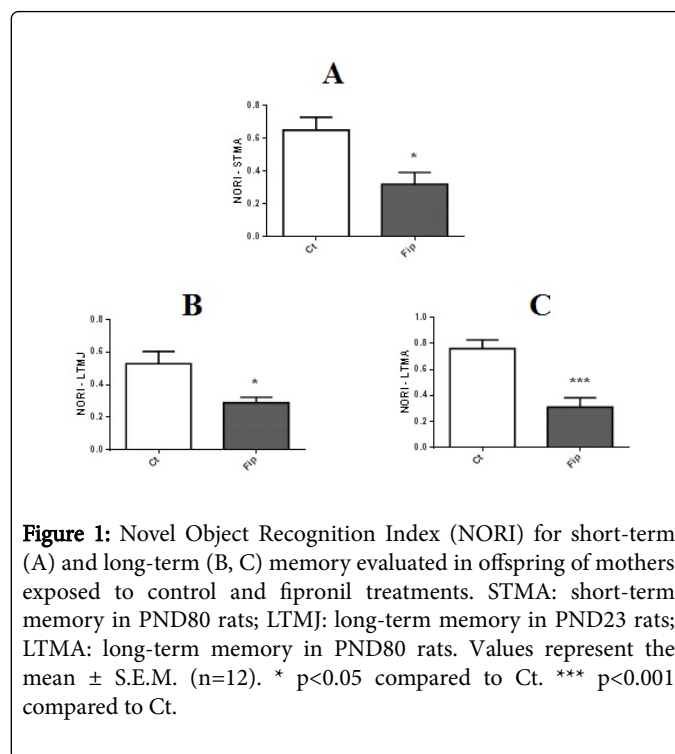 A
NORI-STMA
0.8
0.6
0.4
0.2
0.0
*
Ct
Fip
B
NORI-LTMJ
0.8
0.6
0.4
0.2
0.0
*
Ct
Fip
C
NORI-LTMA
1.0
0.8
0.6
0.4
0.2
0.0
***
Ct
Fip
Figure 1: Novel Object Recognition Index (NORI) for short-term
(A) and long-term (B, C) memory evaluated in offspring of mothers
exposed to control and fipronil treatments. STMA: short-term
memory in PND80 rats; LTMJ: long-term memory in PND23 rats;
LTMA: long-term memory in PND80 rats. Values represent the
mean ± S.E.M. (n=12). * p<0.05 compared to Ct. *** p<0.001
compared to Ct.